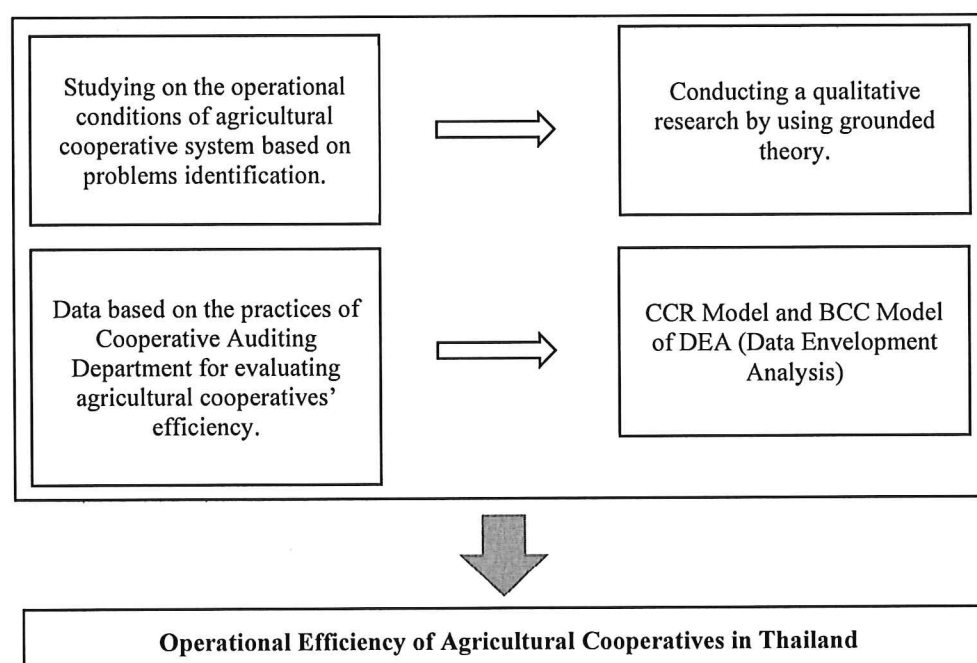 Studying on the operational
conditions of agricultural
cooperative system based on
problems identification.
Conducting a qualitative
research by using grounded
theory.
Data based on the practices of
Cooperative Auditing
Department for evaluating
agricultural cooperatives'
efficiency.
CCR Model and BCC Model
of DEA (Data Envelopment
Analysis)
Operational Efficiency of Agricultural Cooperatives in Thailand